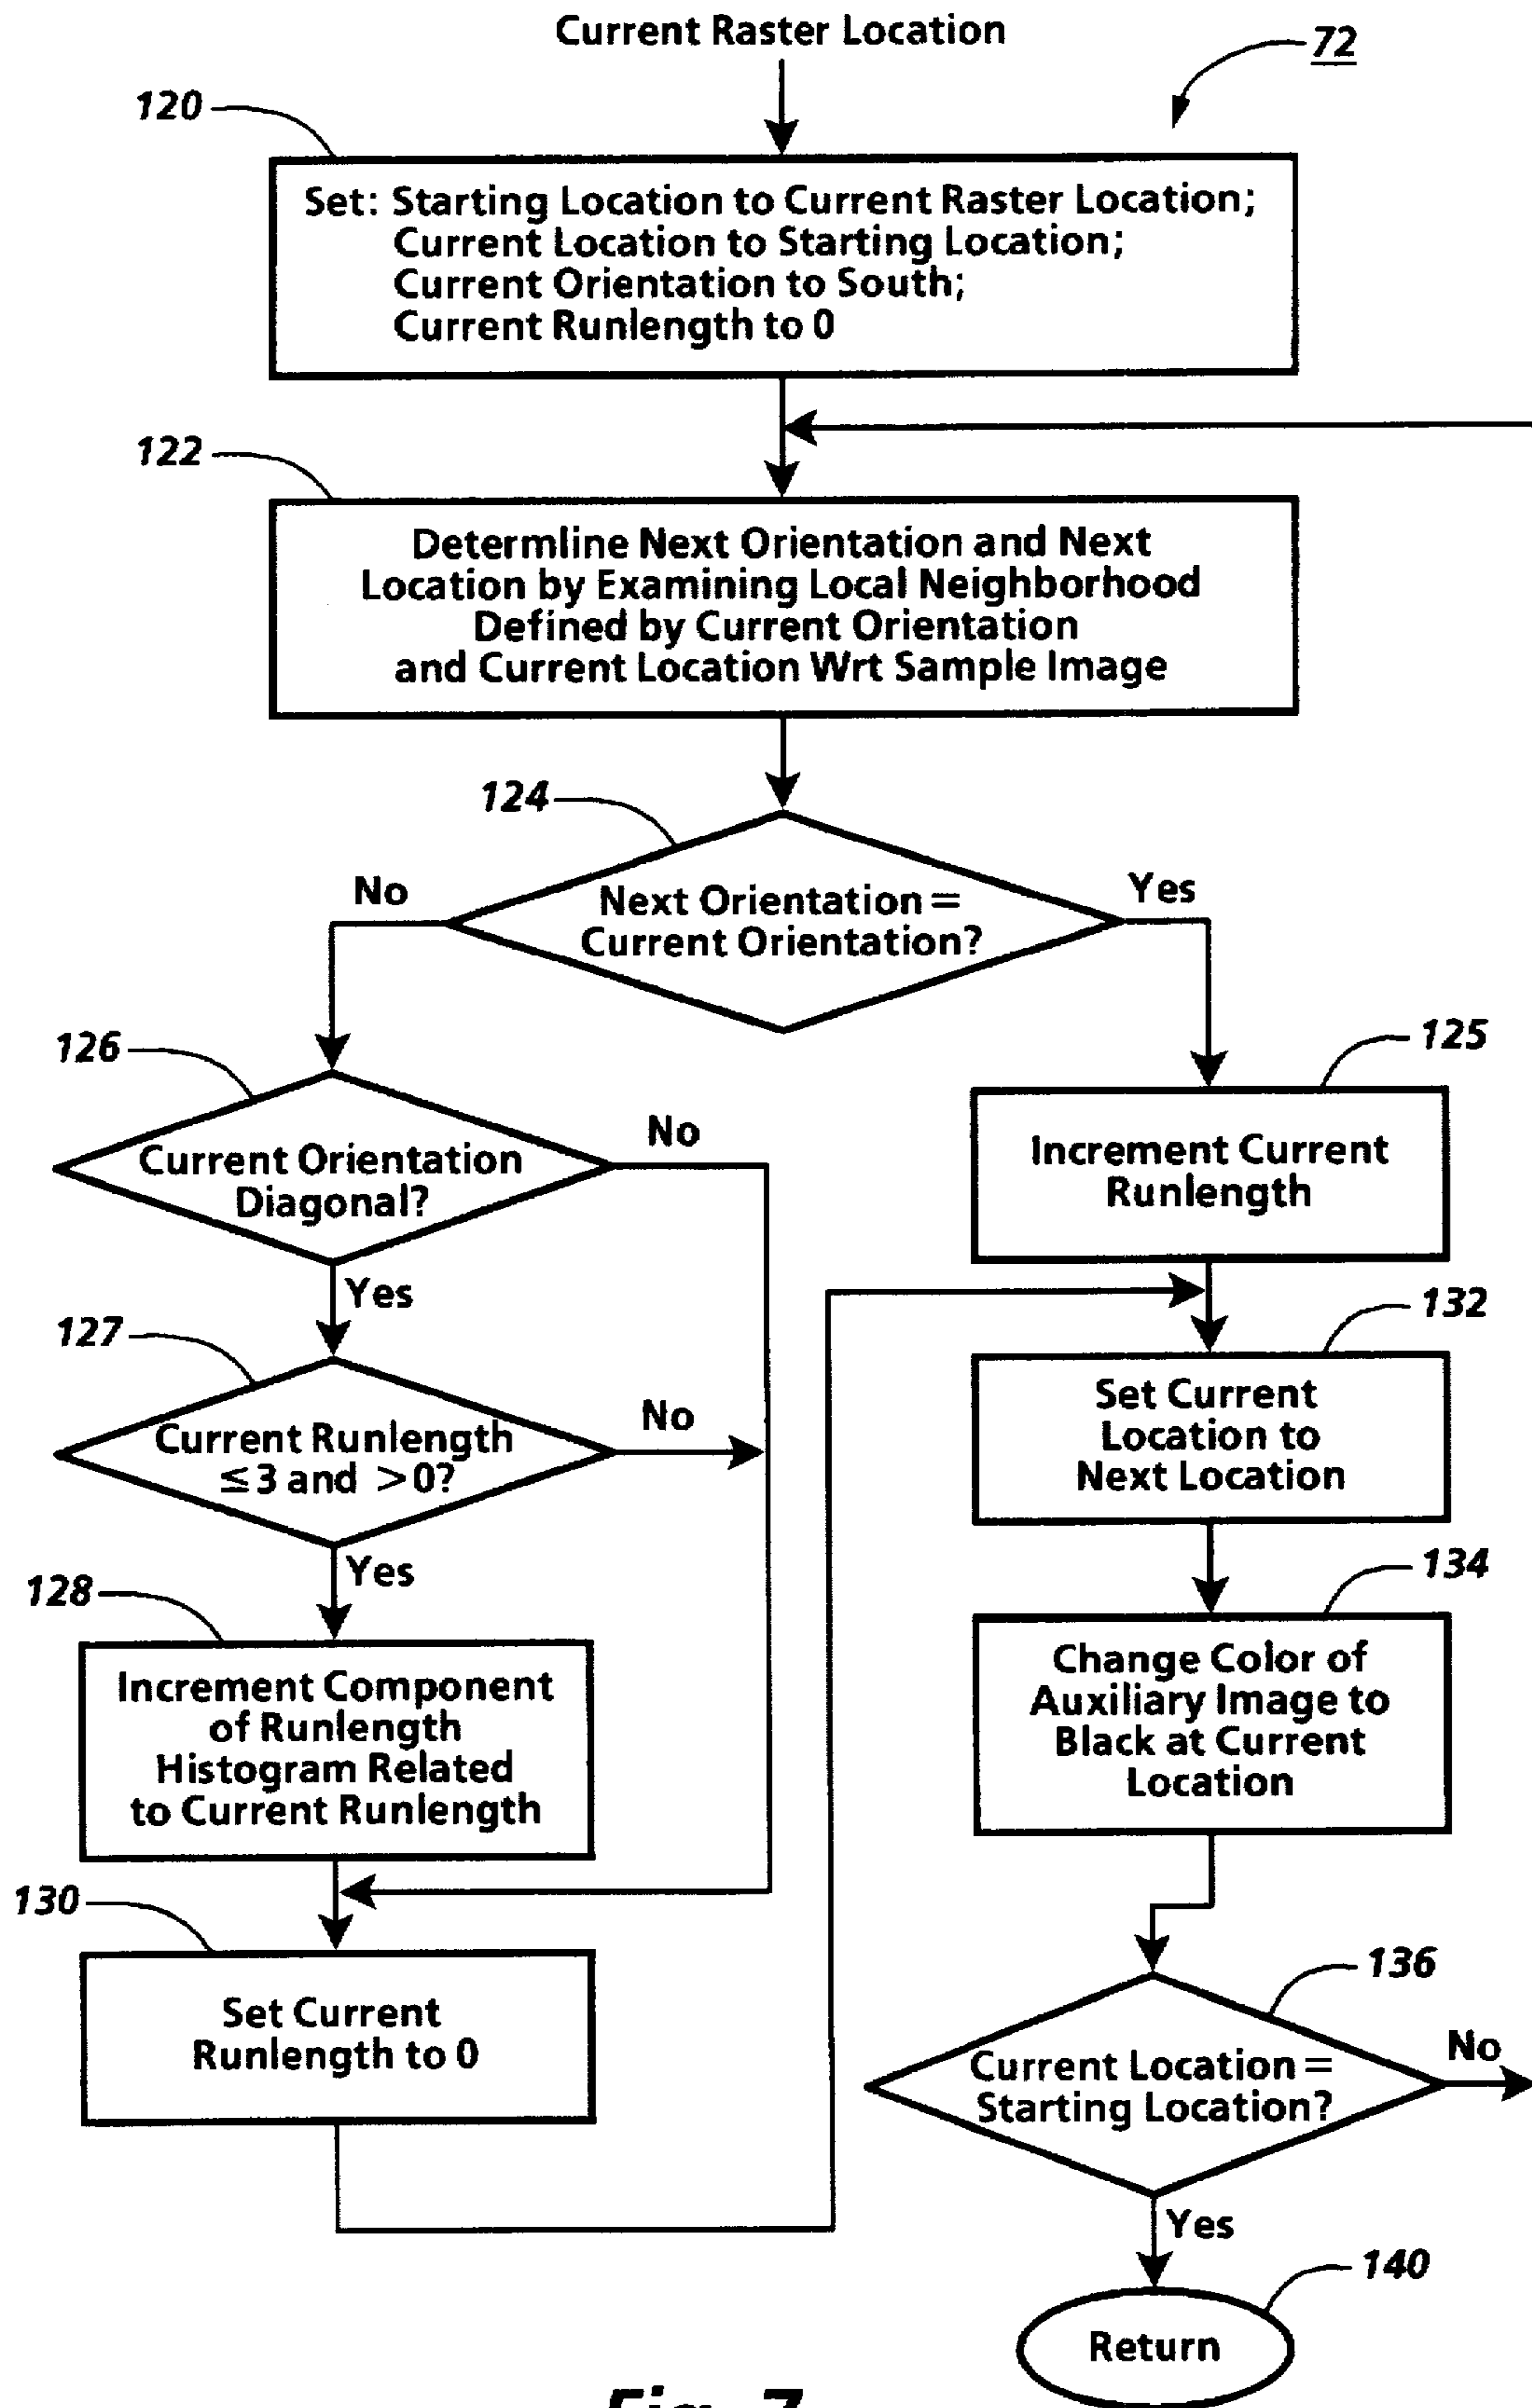 Current Raster Location
72
120
Set: Starting Location to Current Raster Location;
Current Location to Starting Location;
Current Orientation to South;
Current Runlength to 0
122
Determline Next Orientation and Next
Location by Examining Local Neighborhood
Defined by Current Orientation
and Current Location Wrt Sample Image
124
No
Yes
Next Orientation =
Current Orientation?
126
No
Current Orientation
Diagonal?
Yes
125
Increment Current
Runlength
127
No
Current Runlength
≤3 and >0?
Yes
132
Set Current
Location to
Next Location
128
Increment Component
of Runlength
Histogram Related
to Current Runlength
134
Change Color of
Auxiliary Image to
Black at Current
Location
130
Set Current
Runlength to 0
136
No
Current Location =
Starting Location?
Yes
140
Return
Fig. 7